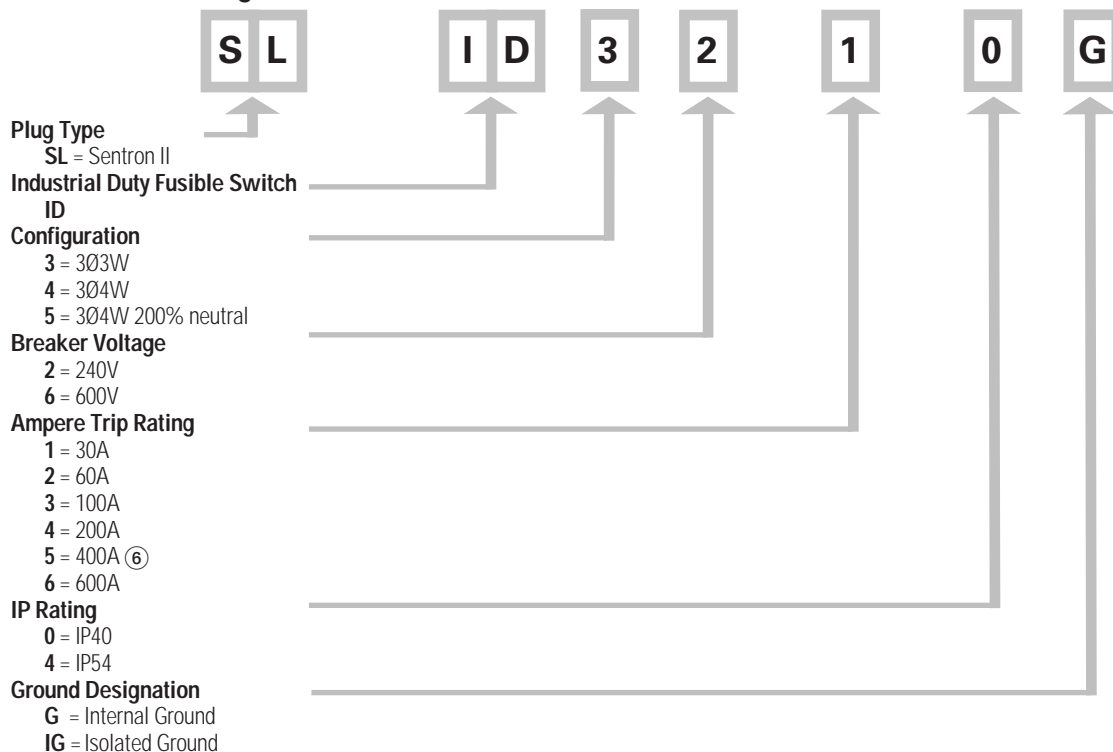 SL ID 3 2 1 0 G
Plug Type
SL = Sentron II
Industrial Duty Fusible Switch
ID
Configuration
3 = 3Ø3W
4 = 3Ø4W
5 = 3Ø4W 200% neutral
Breaker Voltage
2 = 240V
6 = 600V
Ampere Trip Rating
1 = 30A
2 = 60A
3 = 100A
4 = 200A
5 = 400A ⑥
6 = 600A
IP Rating
0 = IP40
4 = IP54
Ground Designation
G = Internal Ground
IG = Isolated Ground